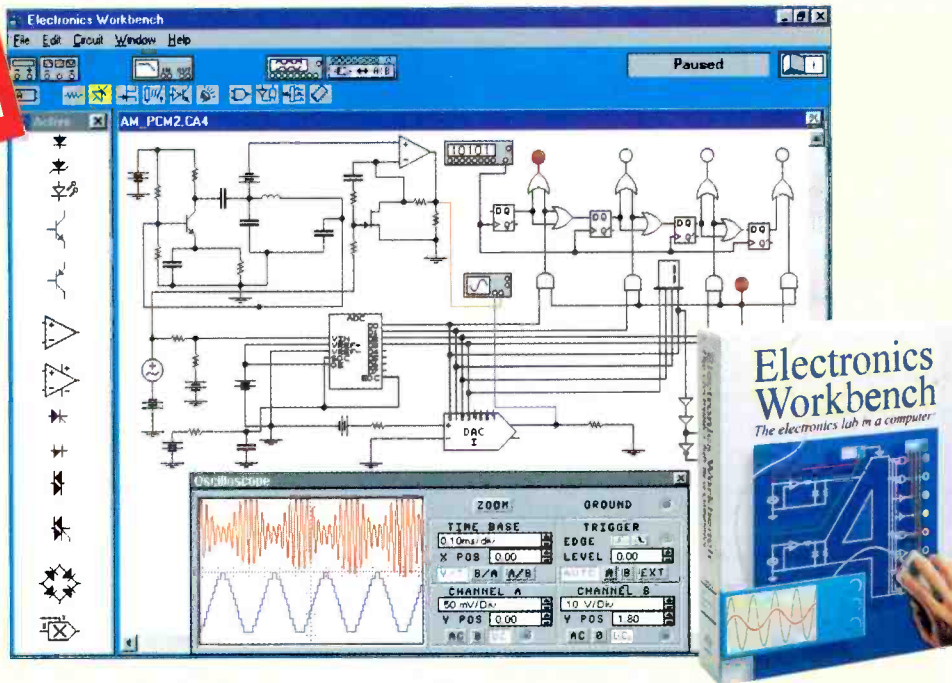 Electronics Workbench
File Edit Circuit Window Help
Paused
Active
AM_PCM2.CA4
10101
D Q
Q
D Q
Q
D Q
Q
D Q
Q
ADC
DAC
I
Oscilloscope
ZOOM GROUND
TIME BASE
0.10ms/div
X POS 0.00
Y/T B/A A/B
TRIGGER
EDGE
LEVEL 0.00
AUTO A B EXT
CHANNEL A
50 mV/Div
Y POS 0.00
AC 0 DC
CHANNEL B
10 V/Div
Y POS 1.80
AC 0 DC
Electronics
Workbench
The electronics lab in a computer